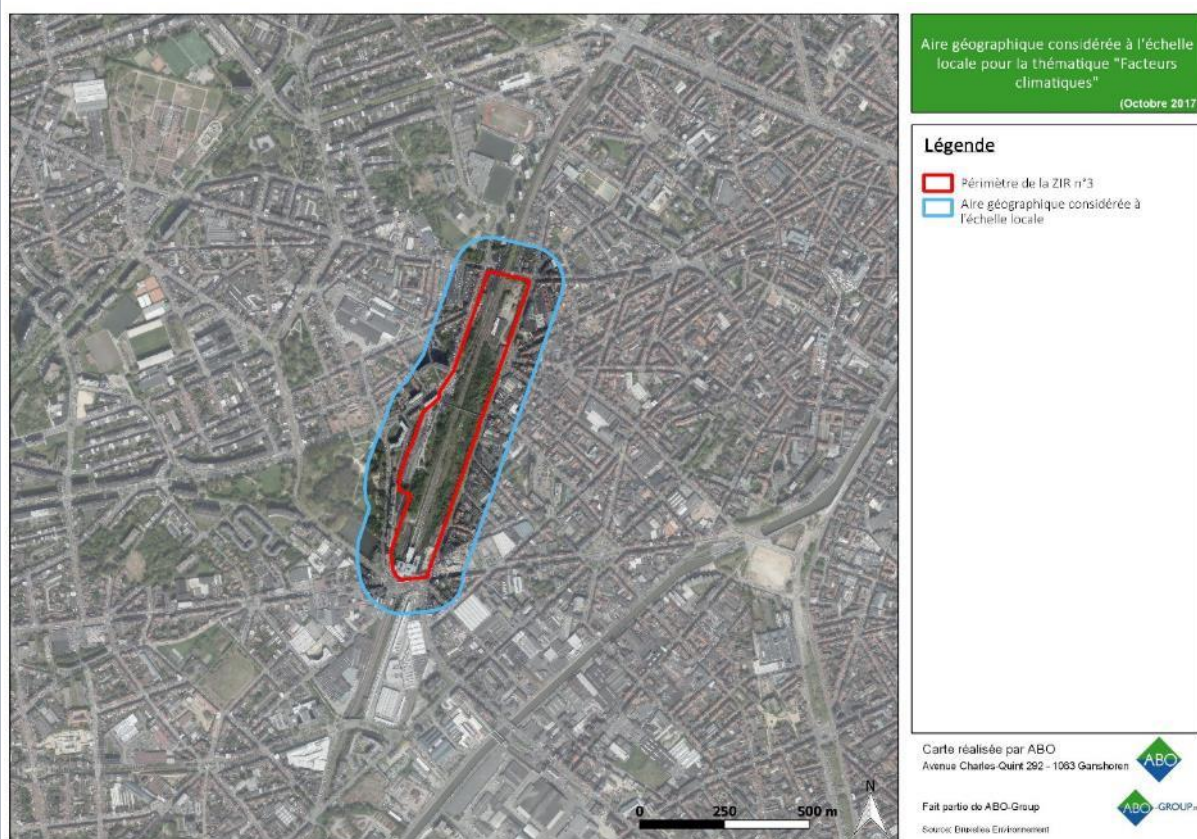 Aire géographique considérée à l'échelle
locale pour la thématique "Facteurs
climatiques"
(Octobre 2017
Légende
Périmètre de la ZIR n°3
Aire géographique considérée à
l'échelle locale
0 250 500 m
N
Carte réalisée par ABO
Avenue Charles-Quint 292 - 1083 Ganshoren
ABO
Fait partie de ABO-Group
ABO-GROUP
Source: Bruxelles Environnement